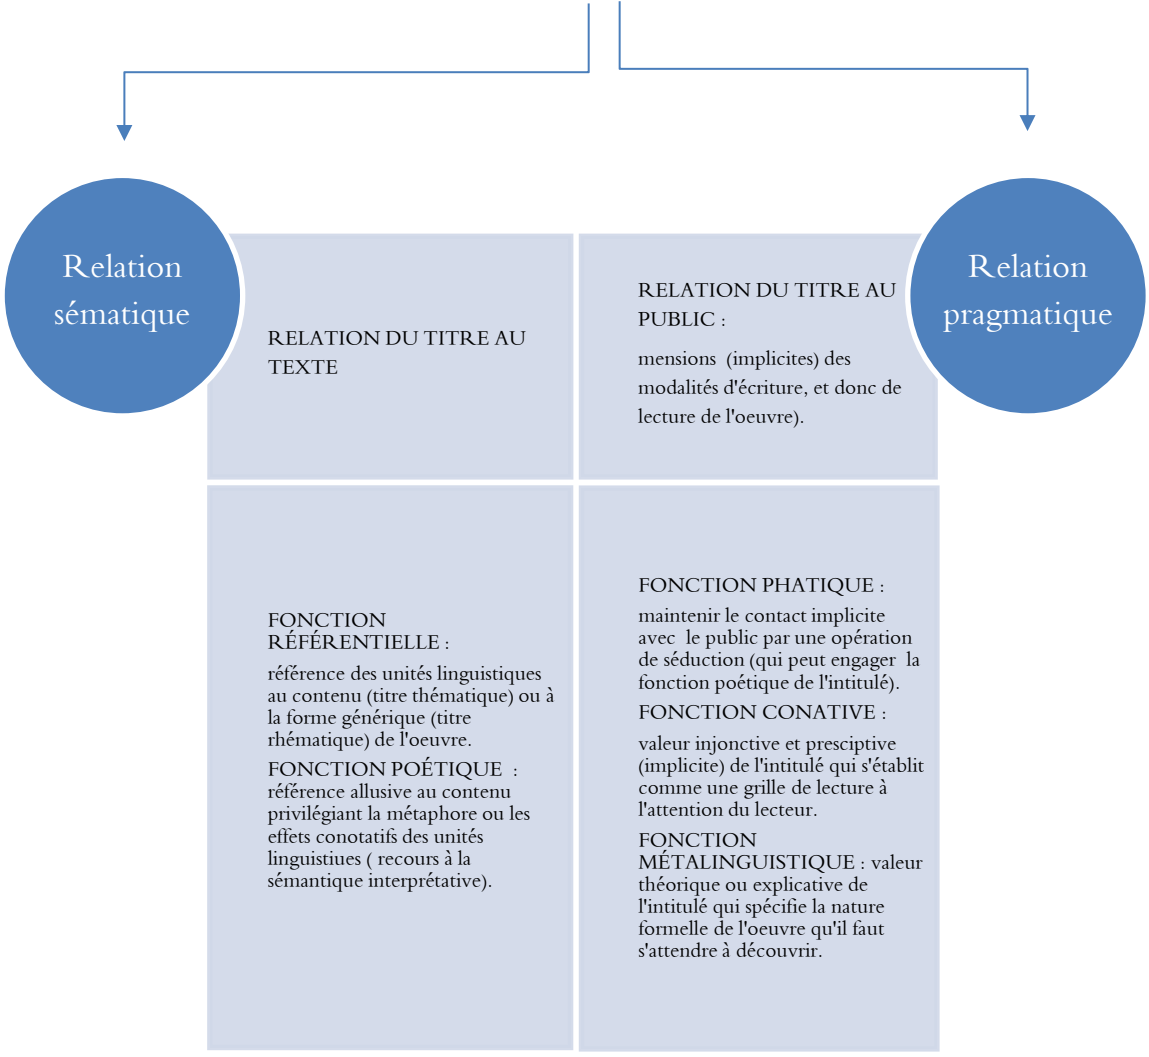 Relation
sématique
RELATION DU TITRE AU
TEXTE
RELATION DU TITRE AU
PUBLIC :
mensions (implicites) des
modalités d'écriture, et donc de
lecture de l'oeuvre).
Relation
pragmatique
FONCTION
RÉFÉRENTIELLE :
référence des unités linguistiques
au contenu (titre thématique) ou à
la forme générique (titre
rhématique) de l'oeuvre.
FONCTION POÉTIQUE :
référence allusive au contenu
privilégiant la métaphore ou les
effets conotatifs des unités
linguistiues ( recours à la
sémantique interprétative).
FONCTION PHATIQUE :
maintenir le contact implicite
avec le public par une opération
de séduction (qui peut engager la
fonction poétique de l'intitulé).
FONCTION CONATIVE :
valeur injonctive et presciptive
(implicite) de l'intitulé qui s'établit
comme une grille de lecture à
l'attention du lecteur.
FONCTION
MÉTALINGUISTIQUE : valeur
théorique ou explicative de
l'intitulé qui spécifie la nature
formelle de l'oeuvre qu'il faut
s'attendre à découvrir.